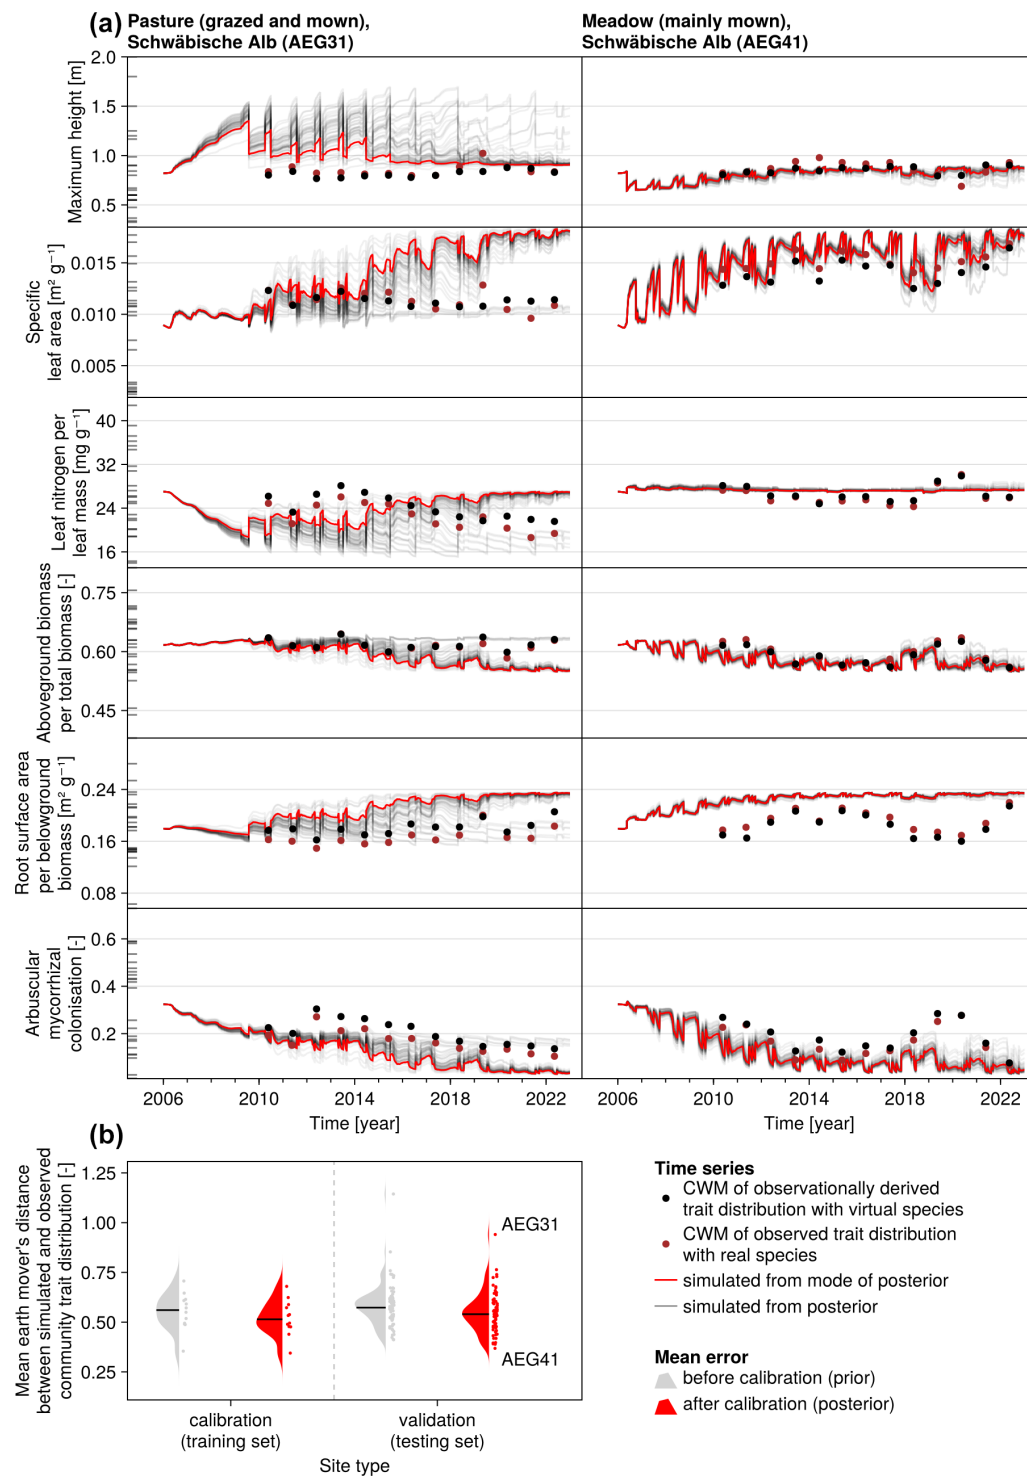 (a)
Pasture (grazed and mown),
Schwäbische Alb (AEG31)
Meadow (mainly mown),
Schwäbische Alb (AEG41)
Maximum height [m]
2.0
1.5
1.0
0.5
Specific
leaf area [m² g⁻¹]
0.015
0.010
0.005
Leaf nitrogen per
leaf mass [mg g⁻¹]
40
32
24
16
Aboveground biomass
per total biomass [-]
0.75
0.60
0.45
Root surface area
per belowground
biomass [m² g⁻¹]
0.24
0.16
0.08
Arbuscular
mycorrhizal
colonisation [-]
0.6
0.4
0.2
2006 2010 2014 2018 2022
Time [year]
2006 2010 2014 2018 2022
Time [year]
(b)
Mean earth mover's distance
between simulated and observed
community trait distribution [-]
1.25
1.00
0.75
0.50
0.25
AEG31
AEG41
calibration
(training set)
validation
(testing set)
Site type
Time series
CWM of observationally derived
trait distribution with virtual species
CWM of observed trait distribution
with real species
simulated from mode of posterior
simulated from posterior
Mean error
before calibration (prior)
after calibration (posterior)